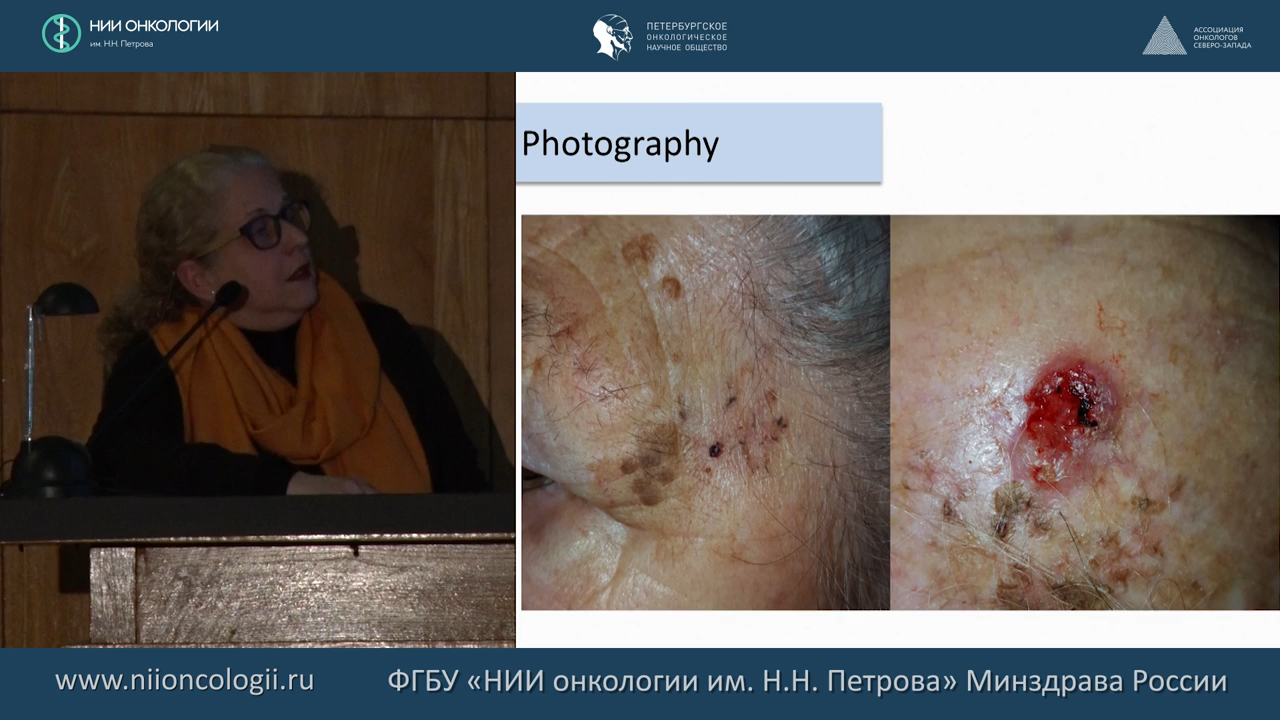 НИИ ОНКОЛОГИИ
им. Н.Н. Петрова
ПЕТЕРБУРГСКОЕ
ОНКОЛОГИЧЕСКОЕ
НАУЧНОЕ ОБЩЕСТВО
АССОЦИАЦИЯ
ОНКОЛОГОВ
СЕВЕРО-ЗАПАДА
Photography
www.niioncologii.ru
ФГБУ «НИИ онкологии им. Н.Н. Петрова» Минздрава России